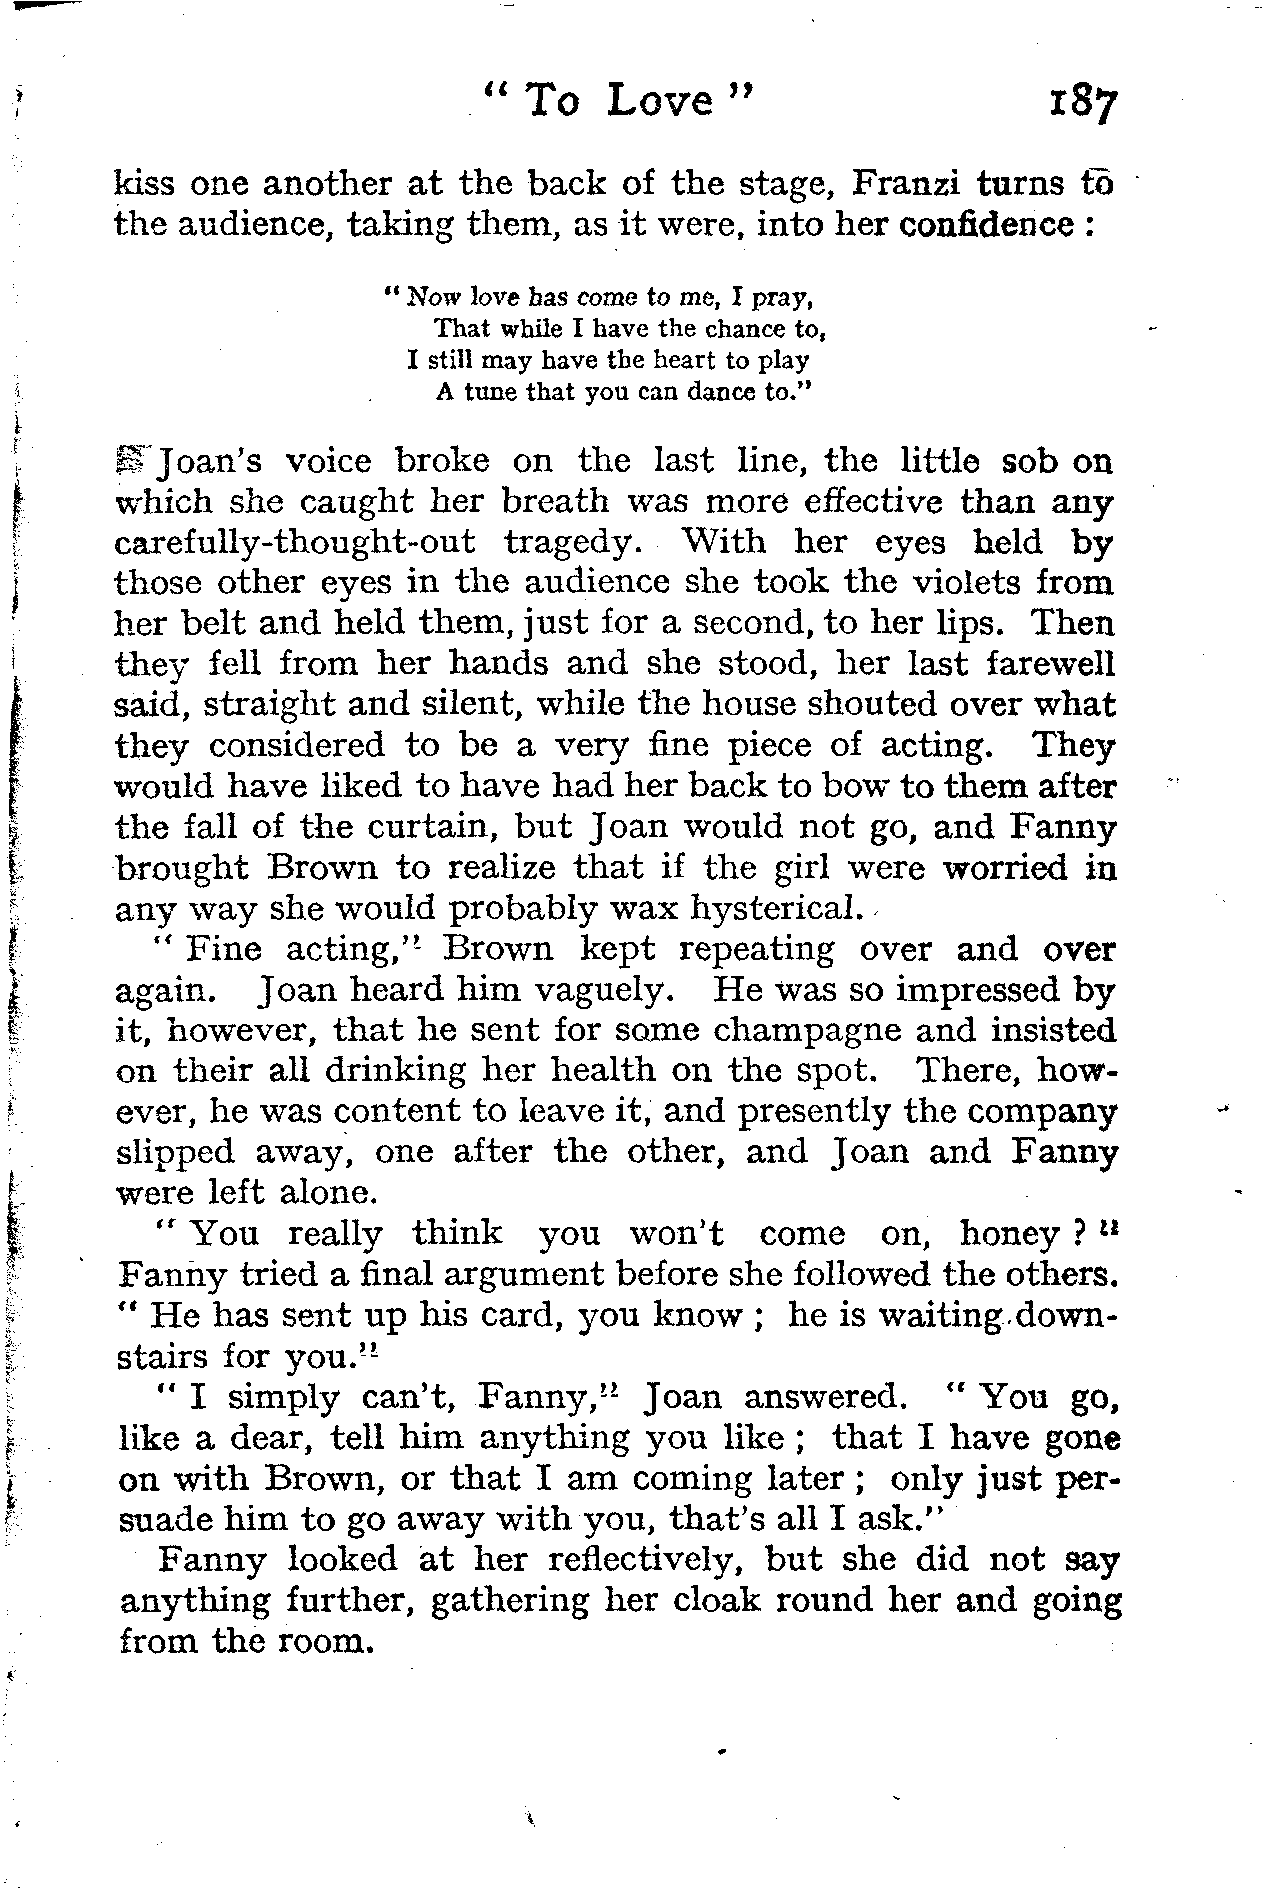 " To Love " 187
kiss one another at the back of the stage, Franzi turns to
the audience, taking them, as it were, into her confidence :
" Now love has come to me, I pray,
That while I have the chance to,
I still may have the heart to play
A tune that you can dance to."
Joan's voice broke on the last line, the little sob on
which she caught her breath was more effective than any
carefully-thought-out tragedy. With her eyes held by
those other eyes in the audience she took the violets from
her belt and held them, just for a second, to her lips. Then
they fell from her hands and she stood, her last farewell
said, straight and silent, while the house shouted over what
they considered to be a very fine piece of acting. They
would have liked to have had her back to bow to them after
the fall of the curtain, but Joan would not go, and Fanny
brought Brown to realize that if the girl were worried in
any way she would probably wax hysterical.
" Fine acting," Brown kept repeating over and over
again. Joan heard him vaguely. He was so impressed by
it, however, that he sent for some champagne and insisted
on their all drinking her health on the spot. There, how-
ever, he was content to leave it, and presently the company
slipped away, one after the other, and Joan and Fanny
were left alone.
" You really think you won't come on, honey ? "
Fanny tried a final argument before she followed the others.
" He has sent up his card, you know ; he is waiting down-
stairs for you."
" I simply can't, Fanny," Joan answered. " You go,
like a dear, tell him anything you like ; that I have gone
on with Brown, or that I am coming later ; only just per-
suade him to go away with you, that's all I ask."
Fanny looked at her reflectively, but she did not say
anything further, gathering her cloak round her and going
from the room.